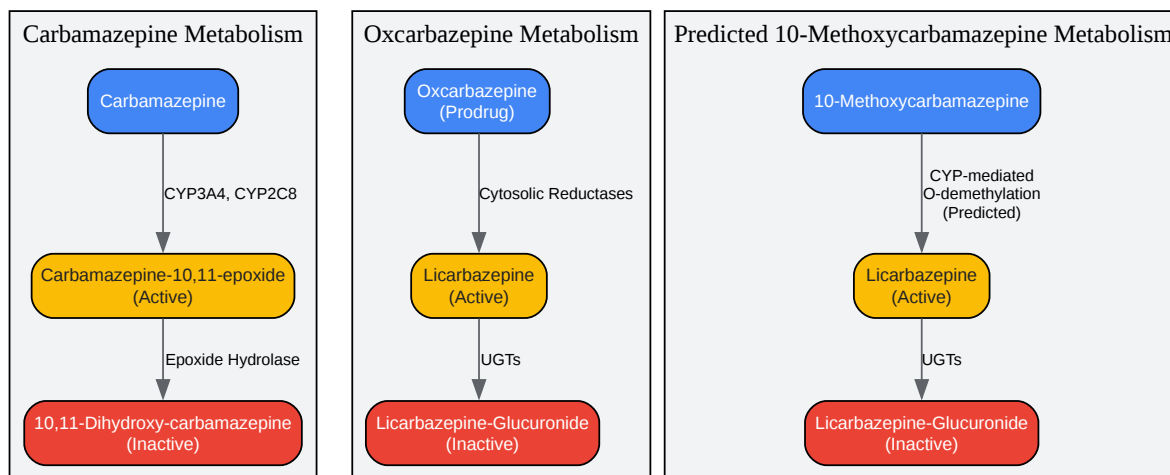 Carbamazepine Metabolism
Carbamazepine
CYP3A4, CYP2C8
Carbamazepine-10,11-epoxide
(Active)
Epoxide Hydrolase
10,11-Dihydroxy-carbamazepine
(Inactive)
Oxcarbazepine Metabolism
Oxcarbazepine
(Prodrug)
Cytosolic Reductases
Licarbazepine
(Active)
UGTs
Licarbazepine-Glucuronide
(Inactive)
Predicted 10-Methoxycarbamazepine Metabolism
10-Methoxycarbamazepine
CYP-mediated
O-demethylation
(Predicted)
Licarbazepine
(Active)
UGTs
Licarbazepine-Glucuronide
(Inactive)